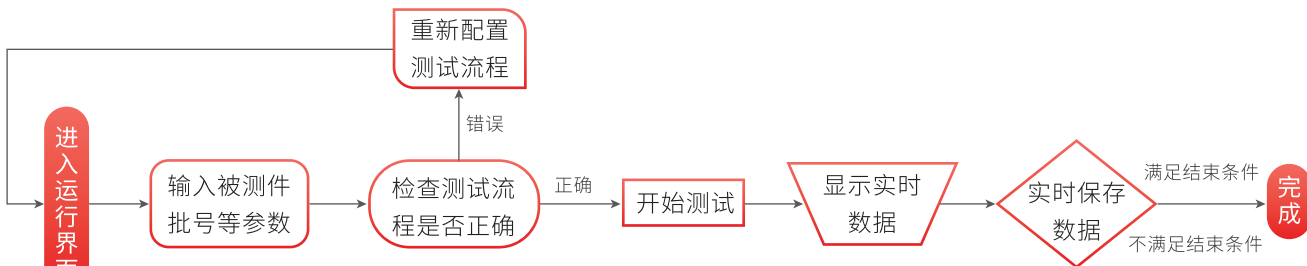 重新配置
测试流程
错误
进入运行界面
输入被测件
批号等参数
检查测试流
程是否正确
正确
开始测试
显示实时
数据
实时保存
数据
满足结束条件
不满足结束条件
完成